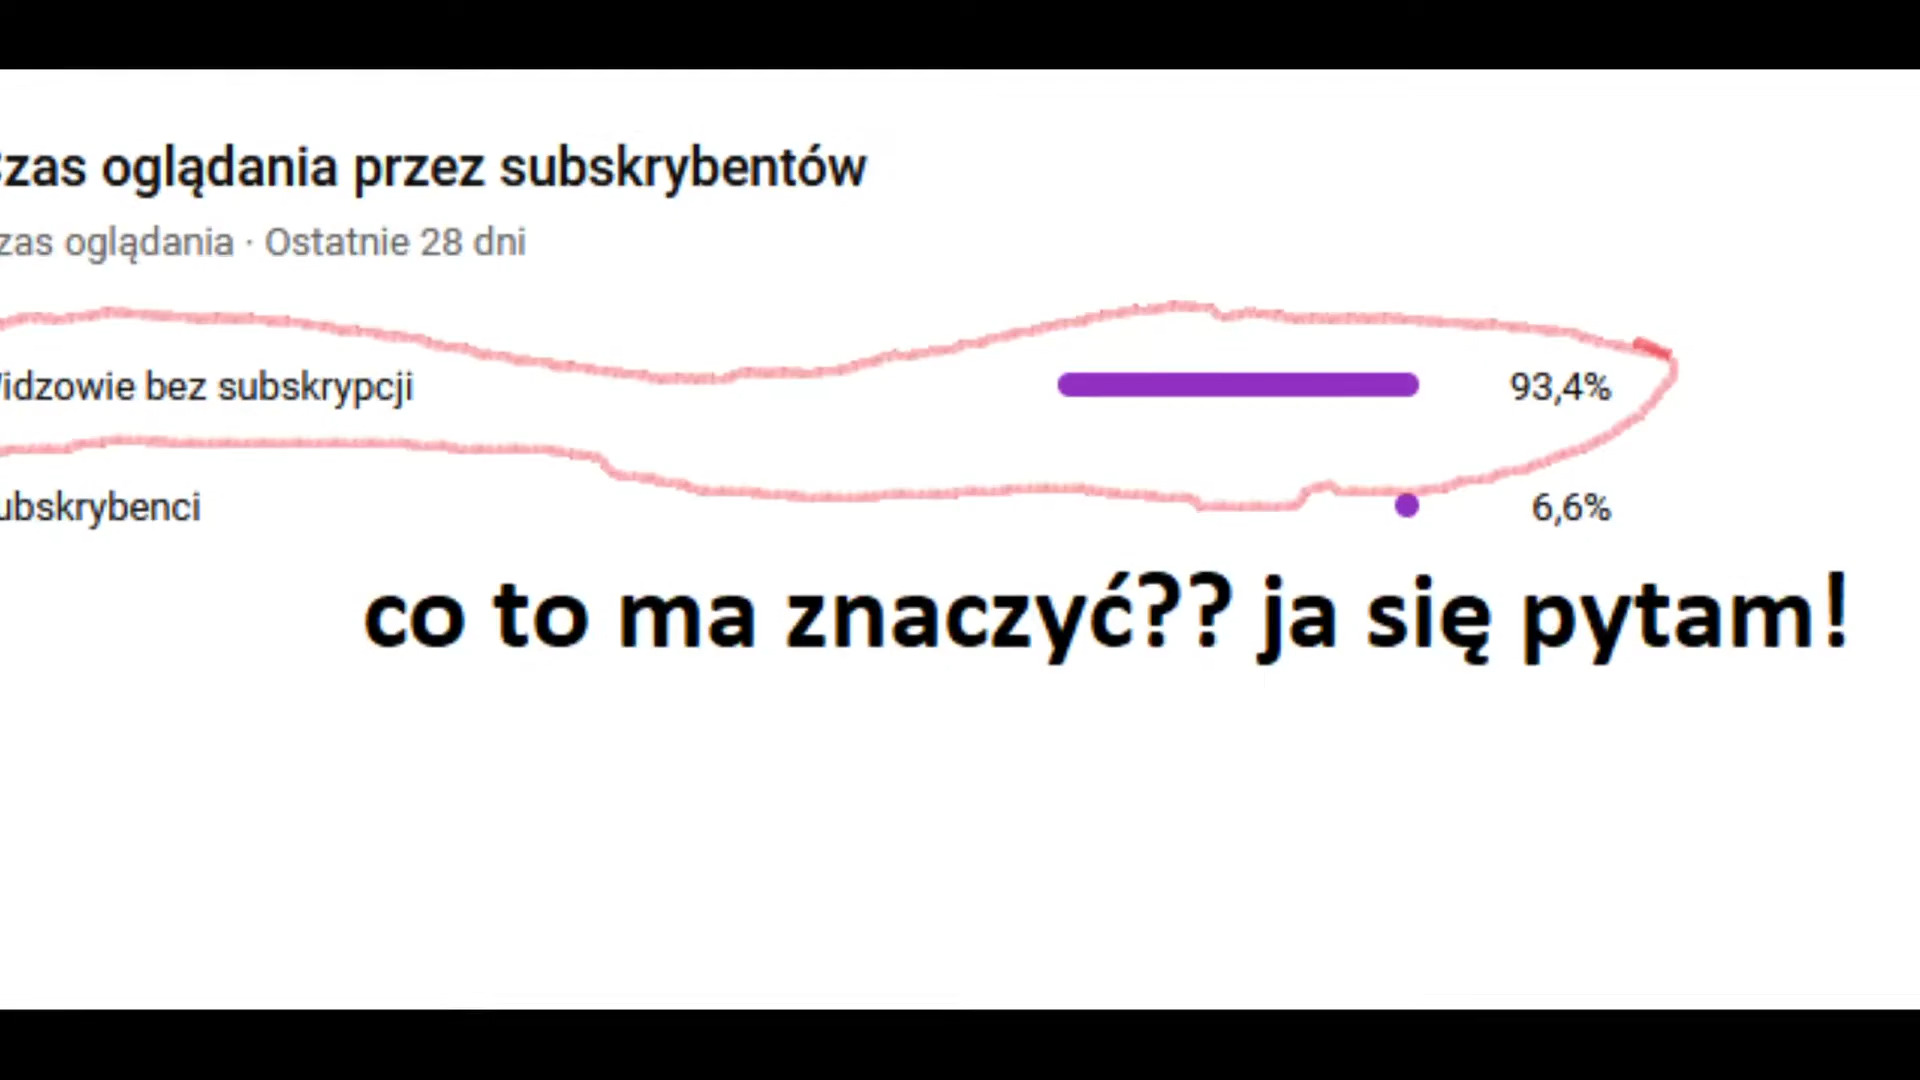 zas oglądania przez subskrybentów
zas oglądania · Ostatnie 28 dni
idzowie bez subskrypcji 93,4%
ubskrybenci 6,6%
co to ma znaczyć?? ja się pytam!